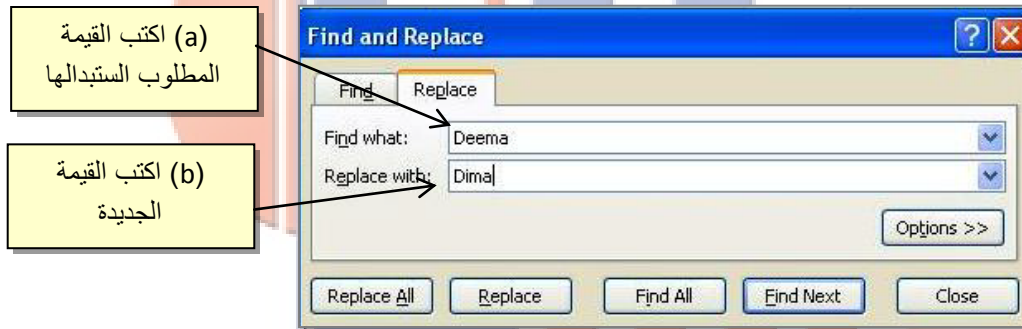 (a) اكتب القيمة
المطلوب الستبدالها
(b) اكتب القيمة
الجديدة
Find and Replace
Find Replace
Find what: Deema
Replace with: Dima
Options >>
Replace All Replace Find All Find Next Close